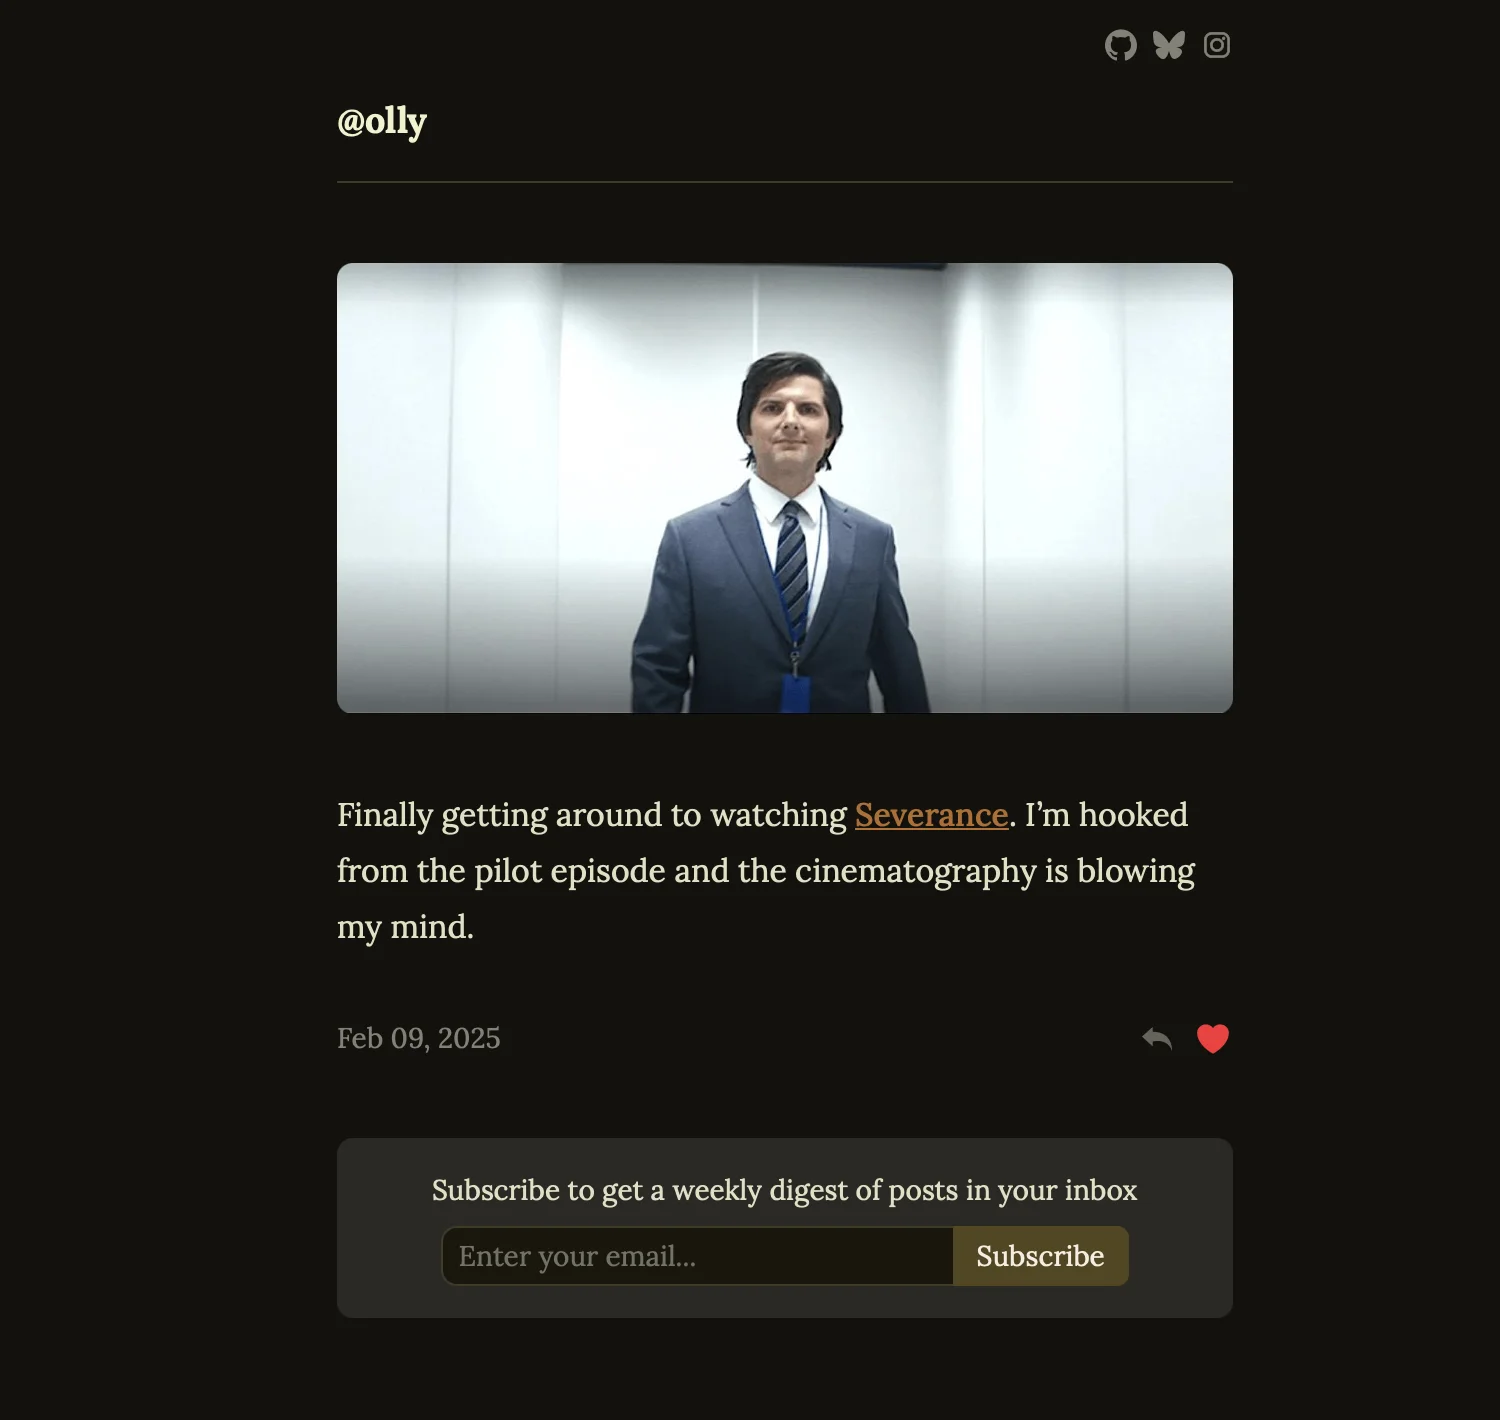 @olly
Finally getting around to watching Severance. I’m hooked
from the pilot episode and the cinematography is blowing
my mind.
Feb 09, 2025
Subscribe to get a weekly digest of posts in your inbox
Enter your email...
Subscribe